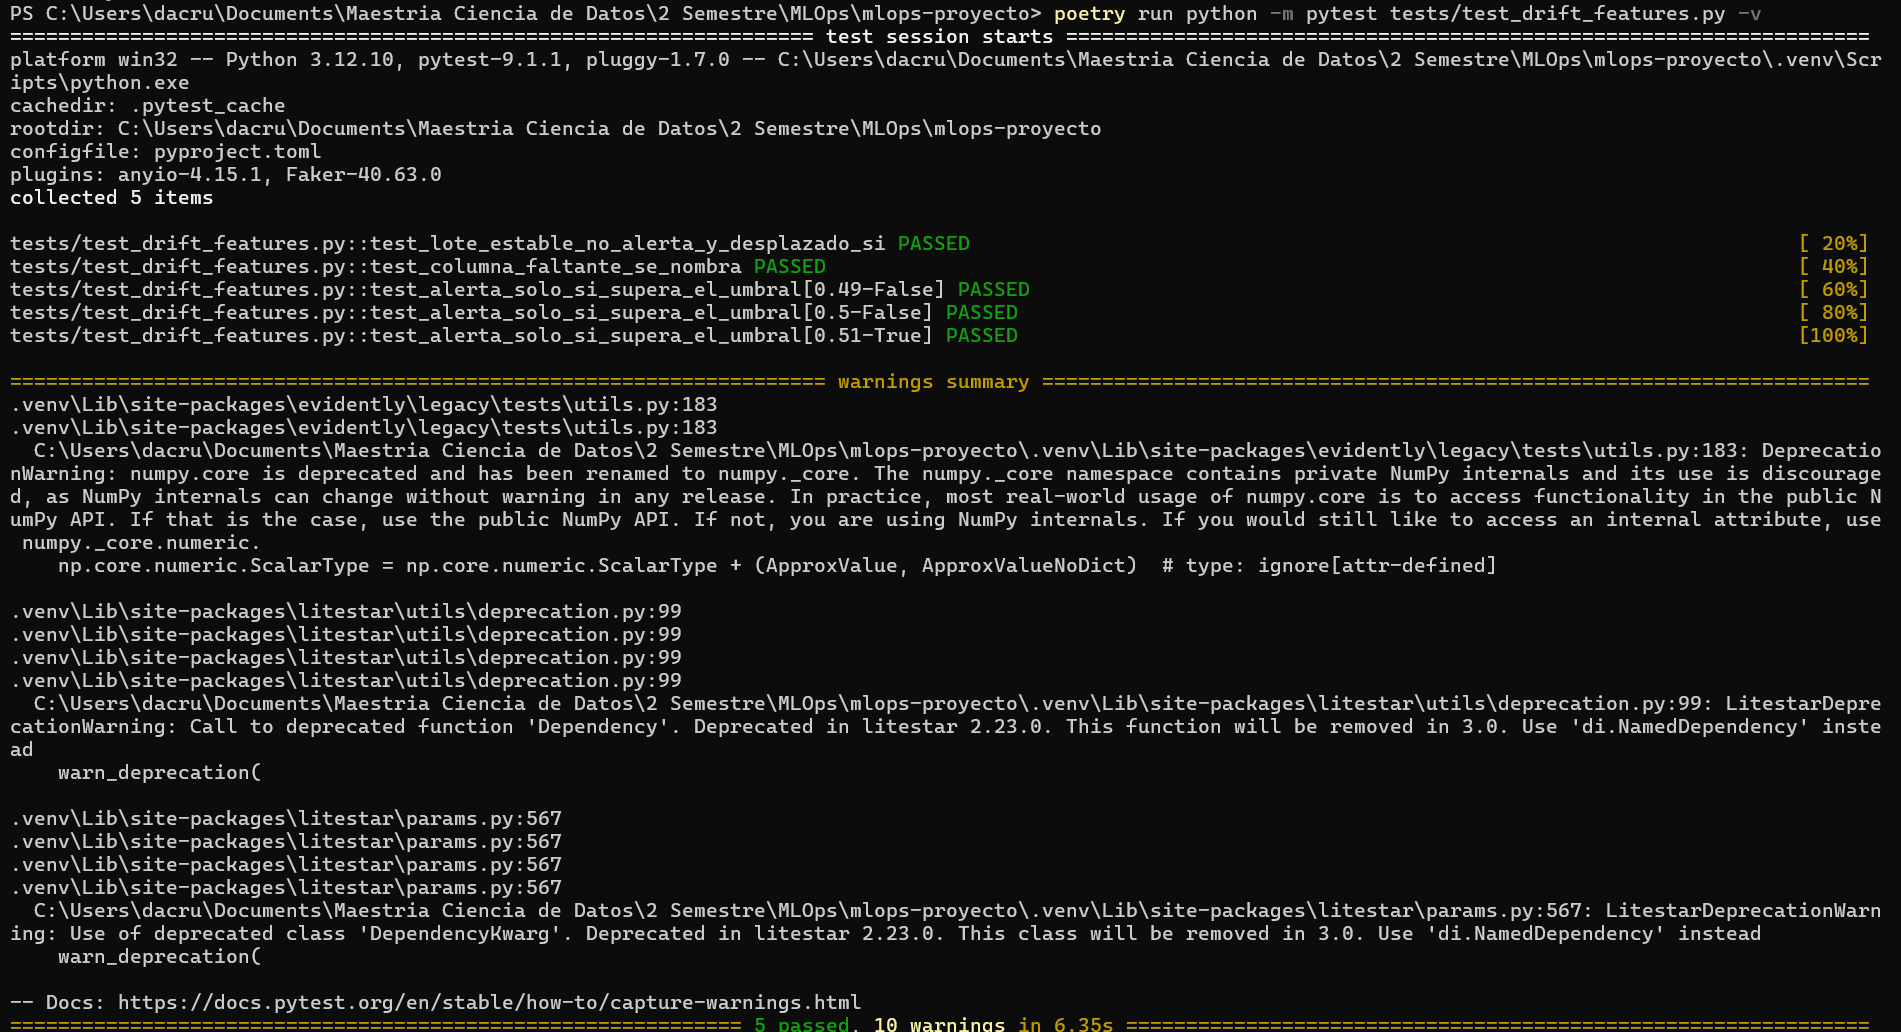 PS C:\Users\dacru\Documents\Maestria Ciencia de Datos\2 Semestre\MLOps\mlops-proyecto> poetry run python -m pytest tests/test_drift_features.py -v
=================================================================== test session starts ===================================================================
platform win32 -- Python 3.12.10, pytest-9.1.1, pluggy-1.7.0 -- C:\Users\dacru\Documents\Maestria Ciencia de Datos\2 Semestre\MLOps\mlops-proyecto\.venv\Scr
ipts\python.exe
cachedir: .pytest_cache
rootdir: C:\Users\dacru\Documents\Maestria Ciencia de Datos\2 Semestre\MLOps\mlops-proyecto
configfile: pyproject.toml
plugins: anyio-4.15.1, Faker-40.63.0
collected 5 items

tests/test_drift_features.py::test_lote_estable_no_alerta_y_desplazado_si PASSED [ 20%]
tests/test_drift_features.py::test_columna_faltante_se_nombra PASSED [ 40%]
tests/test_drift_features.py::test_alerta_solo_si_supera_el_umbral[0.49-False] PASSED [ 60%]
tests/test_drift_features.py::test_alerta_solo_si_supera_el_umbral[0.5-False] PASSED [ 80%]
tests/test_drift_features.py::test_alerta_solo_si_supera_el_umbral[0.51-True] PASSED [100%]

==================================================================== warnings summary =====================================================================
.venv\Lib\site-packages\evidently\legacy\tests\utils.py:183
.venv\Lib\site-packages\evidently\legacy\tests\utils.py:183
  C:\Users\dacru\Documents\Maestria Ciencia de Datos\2 Semestre\MLOps\mlops-proyecto\.venv\Lib\site-packages\evidently\legacy\tests\utils.py:183: Deprecatio
nWarning: numpy.core is deprecated and has been renamed to numpy._core. The numpy._core namespace contains private NumPy internals and its use is discourage
d, as NumPy internals can change without warning in any release. In practice, most real-world usage of numpy.core is to access functionality in the public N
umPy API. If that is the case, use the public NumPy API. If not, you are using NumPy internals. If you would still like to access an internal attribute, use
 numpy._core.numeric.
    np.core.numeric.ScalarType = np.core.numeric.ScalarType + (ApproxValue, ApproxValueNoDict)  # type: ignore[attr-defined]

.venv\Lib\site-packages\litestar\utils\deprecation.py:99
.venv\Lib\site-packages\litestar\utils\deprecation.py:99
.venv\Lib\site-packages\litestar\utils\deprecation.py:99
.venv\Lib\site-packages\litestar\utils\deprecation.py:99
  C:\Users\dacru\Documents\Maestria Ciencia de Datos\2 Semestre\MLOps\mlops-proyecto\.venv\Lib\site-packages\litestar\utils\deprecation.py:99: LitestarDepre
cationWarning: Call to deprecated function 'Dependency'. Deprecated in litestar 2.23.0. This function will be removed in 3.0. Use 'di.NamedDependency' inste
ad
    warn_deprecation(

.venv\Lib\site-packages\litestar\params.py:567
.venv\Lib\site-packages\litestar\params.py:567
.venv\Lib\site-packages\litestar\params.py:567
.venv\Lib\site-packages\litestar\params.py:567
  C:\Users\dacru\Documents\Maestria Ciencia de Datos\2 Semestre\MLOps\mlops-proyecto\.venv\Lib\site-packages\litestar\params.py:567: LitestarDeprecationWarn
ing: Use of deprecated class 'DependencyKwarg'. Deprecated in litestar 2.23.0. This class will be removed in 3.0. Use 'di.NamedDependency' instead
    warn_deprecation(

-- Docs: https://docs.pytest.org/en/stable/how-to/capture-warnings.html
============================================================= 5 passed, 10 warnings in 6.35s ==============================================================